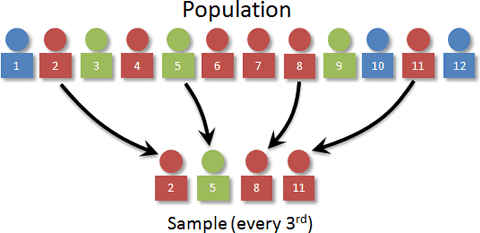 Population
1 2 3 4 5 6 7 8 9 10 11 12
2 5 8 11
Sample (every 3rd)